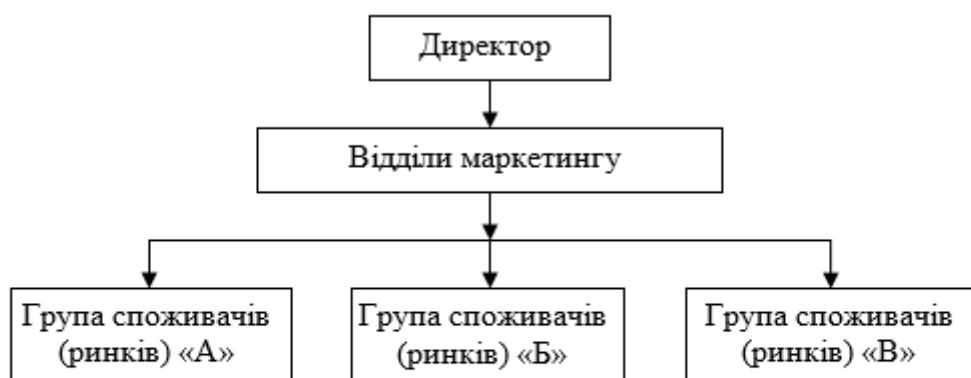 Директор
Відділи маркетингу
Група споживачів
(ринків) «А»
Група споживачів
(ринків) «Б»
Група споживачів
(ринків) «В»